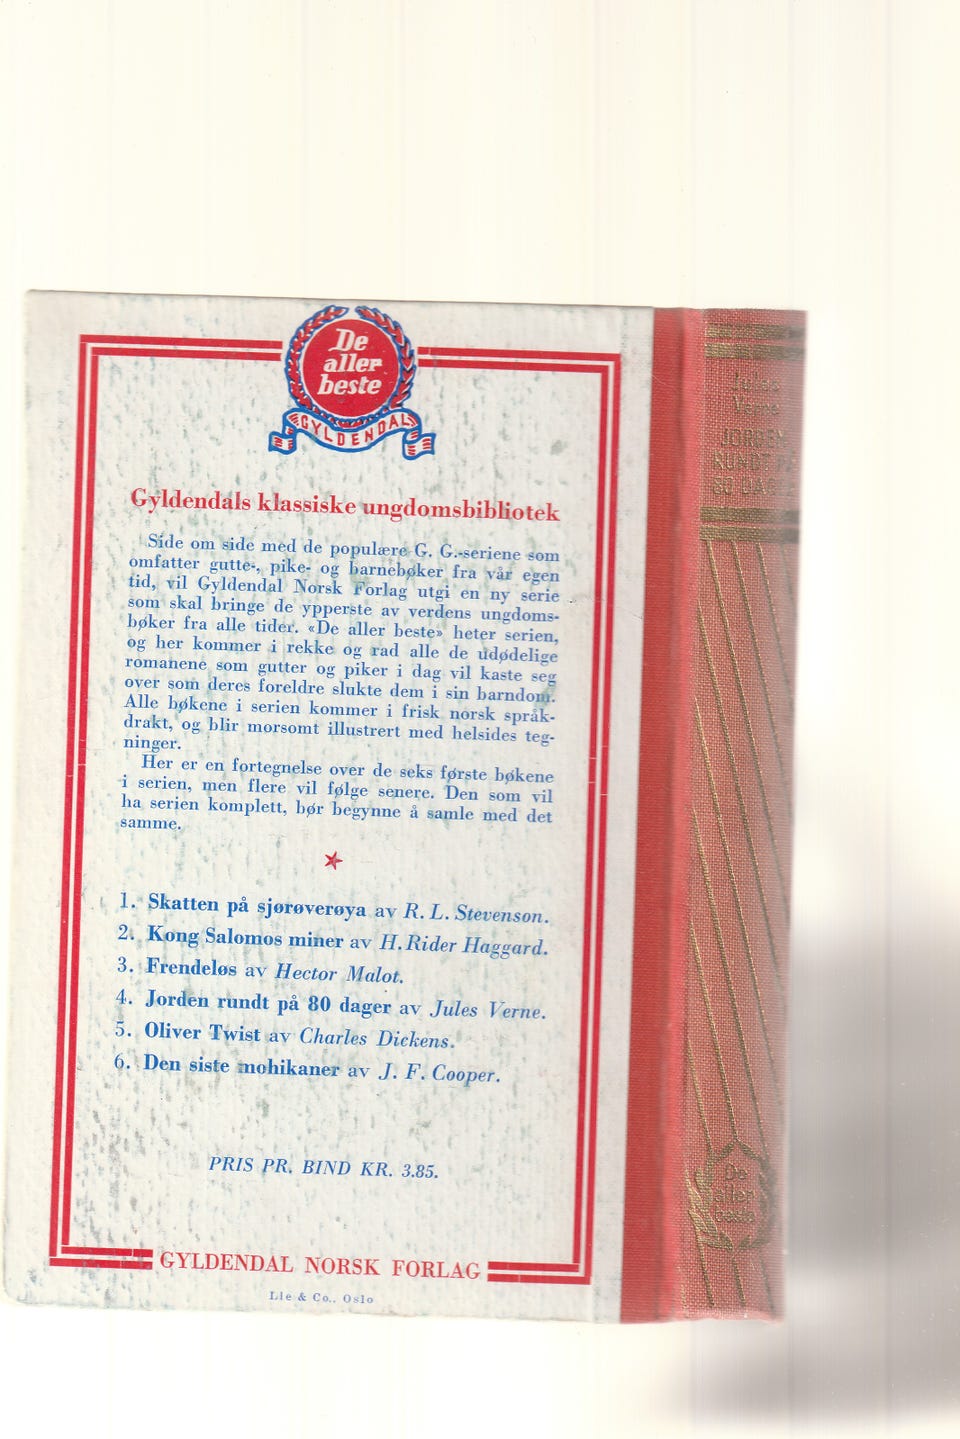 De
aller
beste
GYLDENDAL
Gyldendals klassiske ungdomsbibliotek
Side om side med de populære G. G.-seriene som
omfatter gutte-, pike- og barnebøker fra vår egen
tid, vil Gyldendal Norsk Forlag utgi en ny serie
som skal bringe de ypperste av verdens ungdoms-
bøker fra alle tider. «De aller beste» heter serien,
og her kommer i rekke og rad alle de udødelige
romanene som gutter og piker i dag vil kaste seg
over som deres foreldre slukte dem i sin barndom.
Alle bøkene i serien kommer i frisk norsk språk-
drakt, og blir morsomt illustrert med helsides teg-
ninger.
Her er en fortegnelse over de seks første bøkene
i serien, men flere vil følge senere. Den som vil
ha serien komplett, bør begynne å samle med det
samme.
1. Skatten på sjørøverøya av R. L. Stevenson.
2. Kong Salomos miner av H. Rider Haggard.
3. Frendeløs av Hector Malot.
4. Jorden rundt på 80 dager av Jules Verne.
5. Oliver Twist av Charles Dickens.
6. Den siste mohikaner av J. F. Cooper.
PRIS PR. BIND KR. 3.85.
GYLDENDAL NORSK FORLAG
Lie & Co., Oslo
Jules
Verne
JORDEN
RUNDT
80 DAG
De
aller
beste